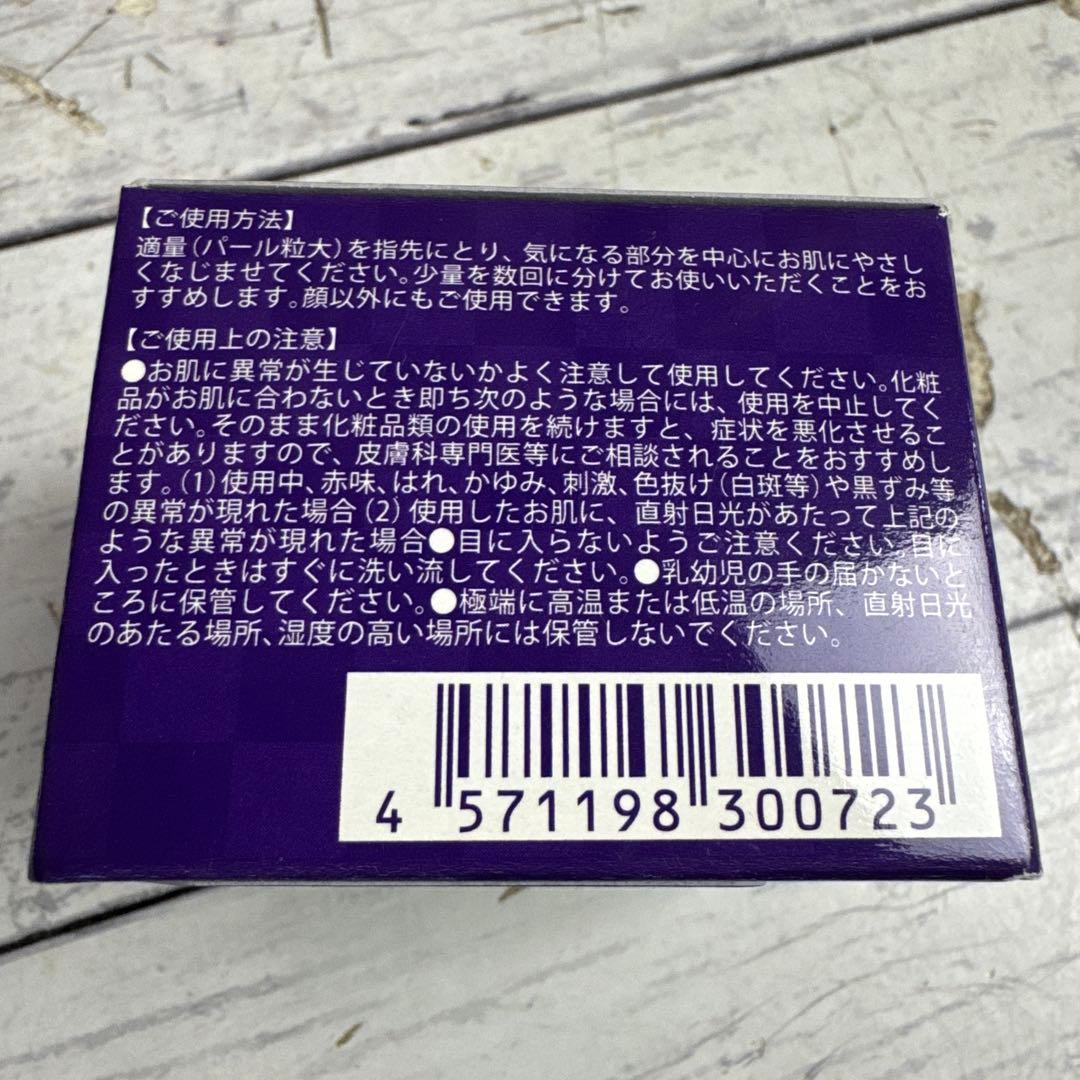 【ご使用方法】
適量（パール粒大）を指先にとり、気になる部分を中心にお肌にやさし
くなじませてください。少量を数回に分けてお使いいただくことをお
すすめします。顔以外にもご使用できます。
【ご使用上の注意】
●お肌に異常が生じていないかよく注意して使用してください。化粧
品がお肌に合わないとき即ち次のような場合には、使用を中止してく
ださい。そのまま化粧品類の使用を続けますと、症状を悪化させるこ
とがありますので、皮膚科専門医等にご相談されることをおすすめし
ます。（1）使用中、赤味、はれ、かゆみ、刺激、色抜け（白斑等）や黒ずみ等
の異常が現れた場合（2）使用したお肌に、直射日光があたって上記の
ような異常が現れた場合●目に入らないようご注意ください。目に
入ったときはすぐに洗い流してください。●乳幼児の手の届かないと
ころに保管してください。●極端に高温または低温の場所、直射日光
のあたる場所、湿度の高い場所には保管しないでください。
4 571198 300723